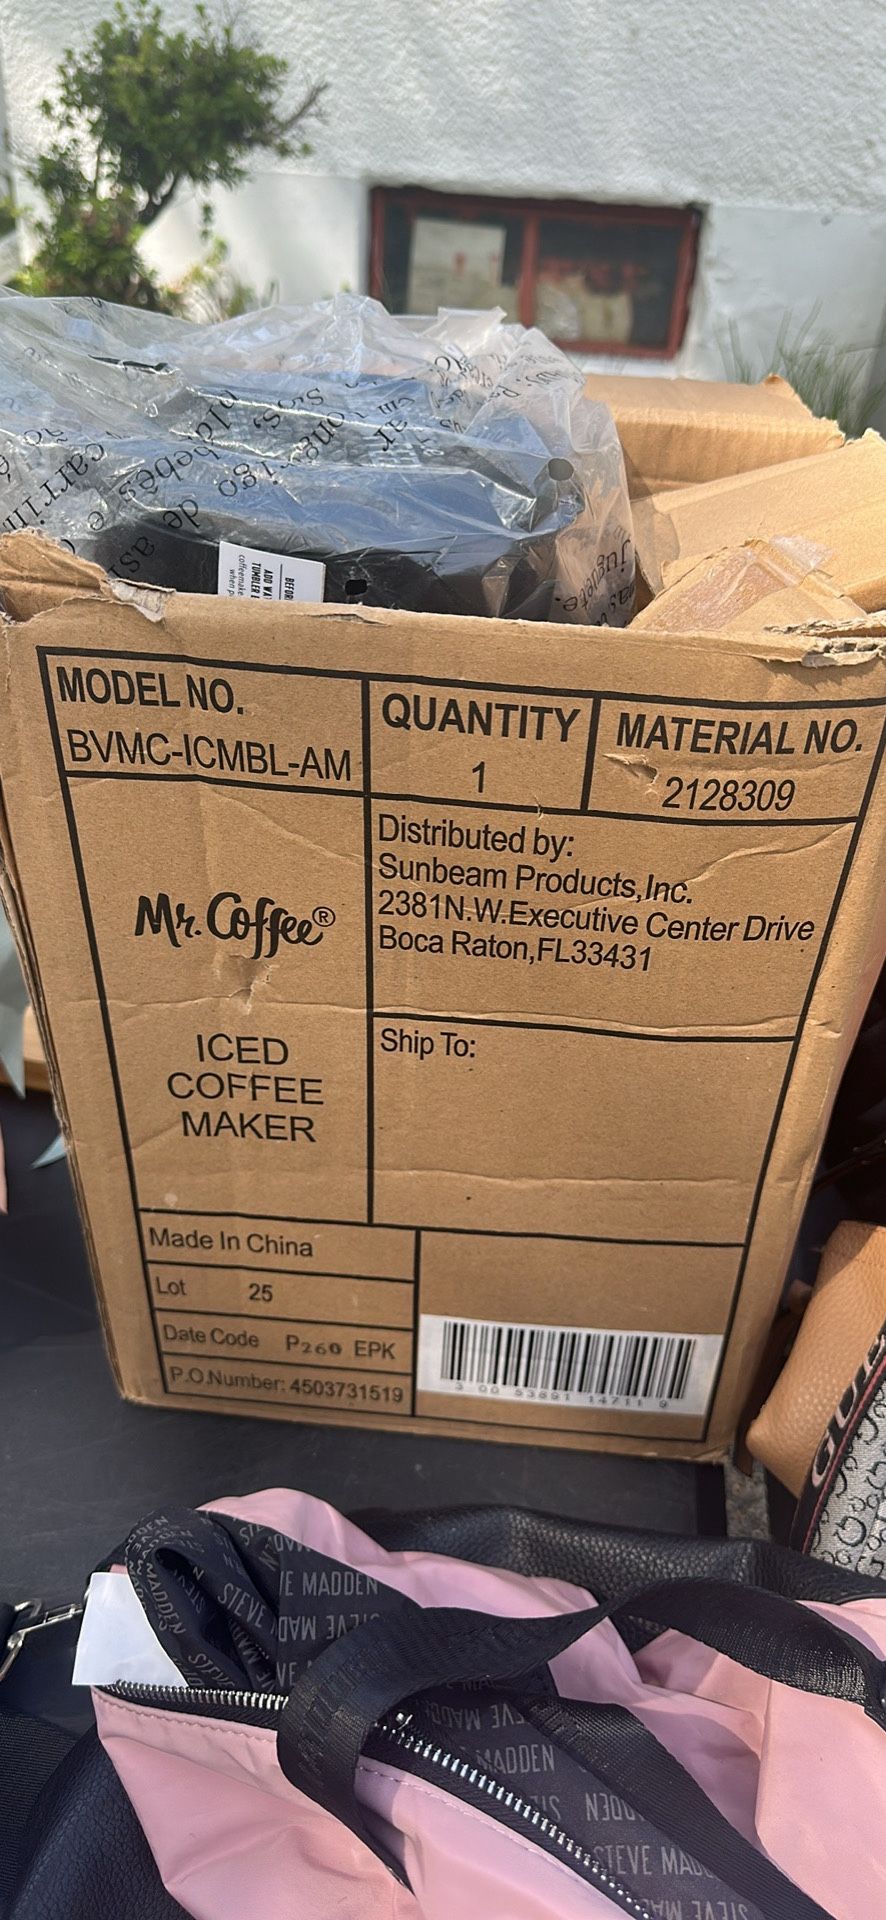 MODEL NO.
BVMC-ICMBL-AM
QUANTITY
1
MATERIAL NO.
2128309
Mr. Coffee®
ICED
COFFEE
MAKER
Distributed by:
Sunbeam Products,Inc.
2381N.W.Executive Center Drive
Boca Raton,FL33431
Ship To:
Made In China
Lot 25
Date Code P260 EPK
P.O.Number: 4503731519
STEVE MADDEN
MADDEN
STEVE
MADDEN
STEVE